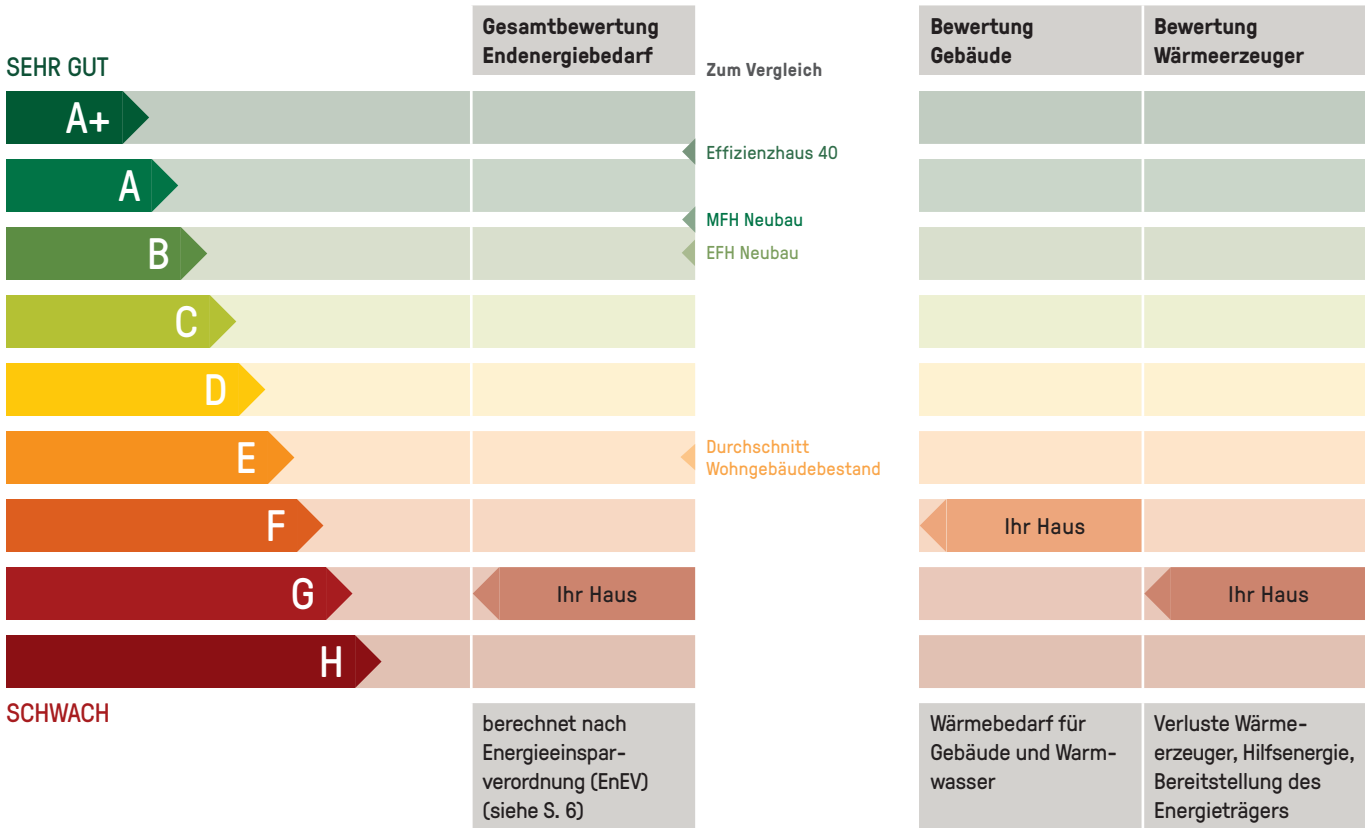 Gesamtbewertung
Endenergiebedarf
Bewertung
Gebäude
Bewertung
Wärmeerzeuger
SEHR GUT
Zum Vergleich
A+
Effizienzhaus 40
A
MFH Neubau
B
EFH Neubau
C
D
E
Durchschnitt
Wohngebäudebestand
F
Ihr Haus
G
Ihr Haus
Ihr Haus
H
SCHWACH
berechnet nach
Energieeinspar-
verordnung (EnEV)
(siehe S. 6)
Wärmebedarf für
Gebäude und Warm-
wasser
Verluste Wärme-
erzeuger, Hilfsenergie,
Bereitstellung des
Energieträgers